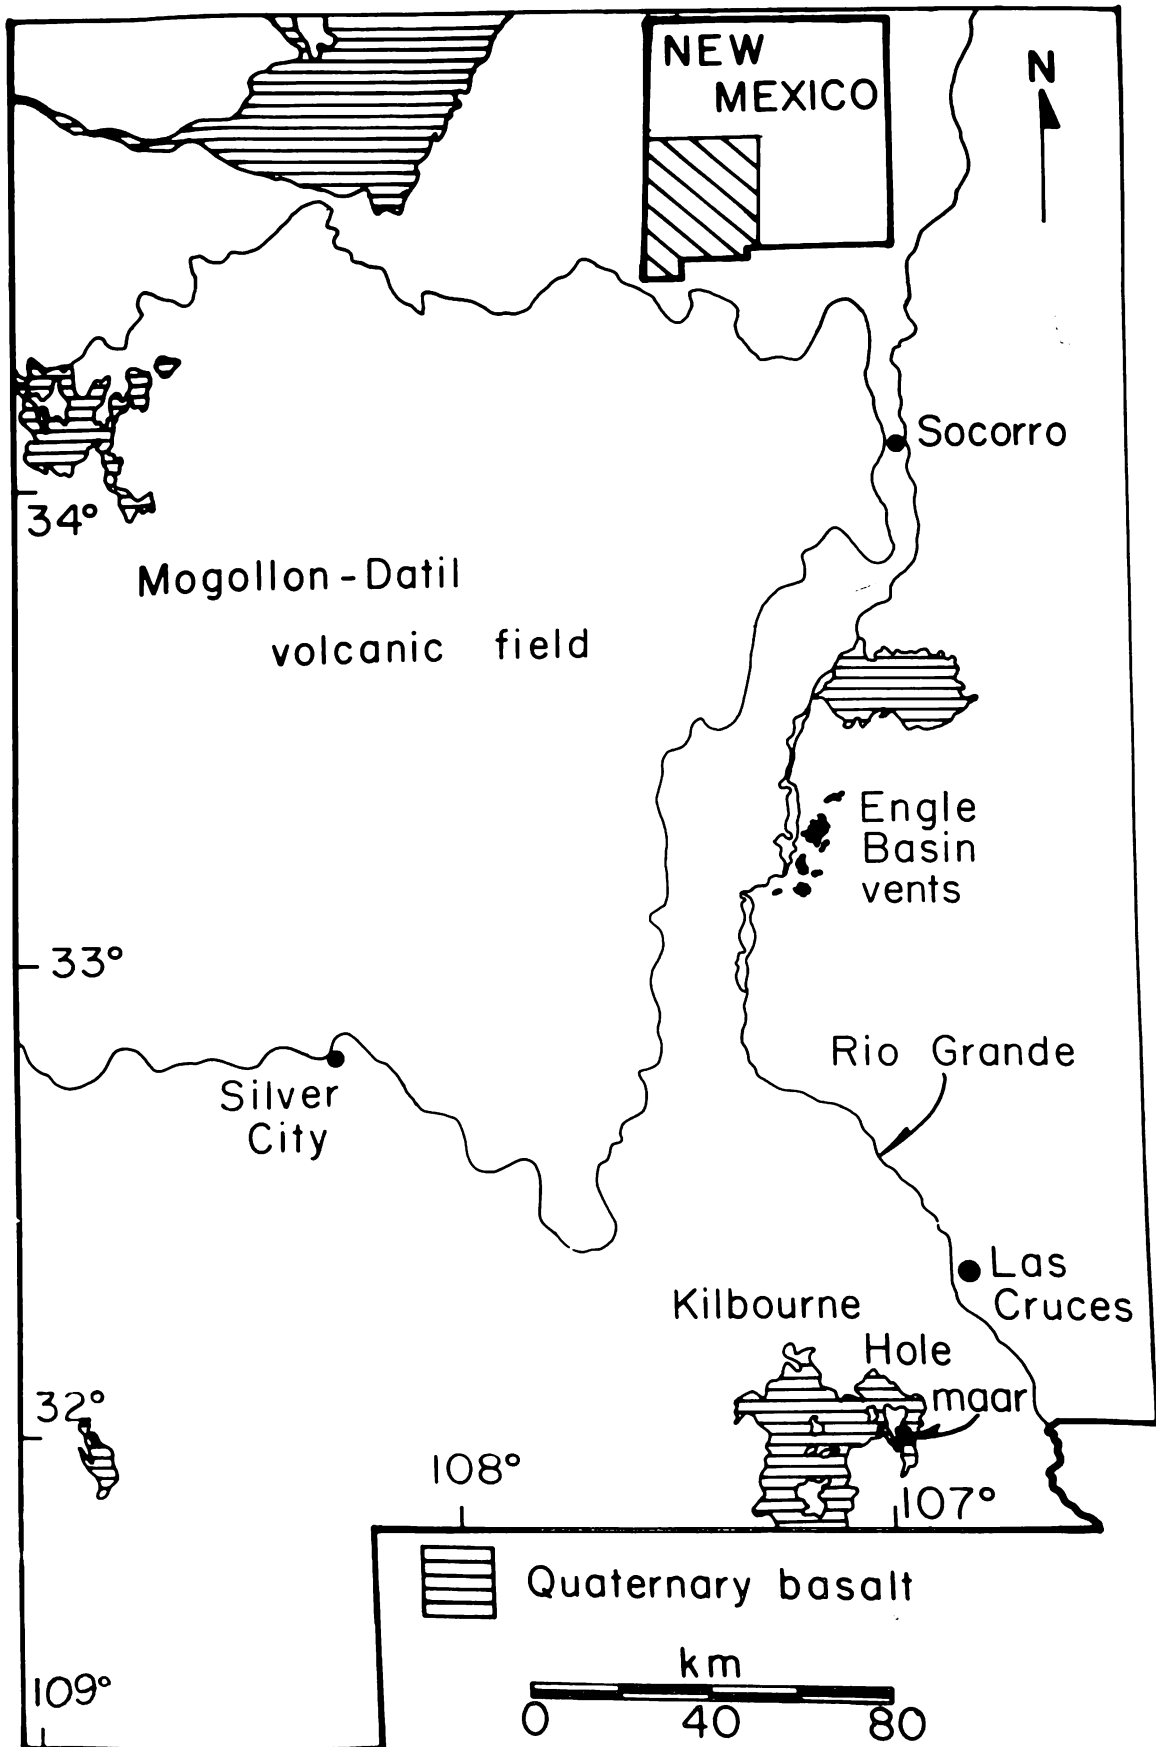 NEW
MEXICO
N
Socorro
34°
Mogollon-Datil
volcanic field
Engle
Basin
vents
33°
Rio Grande
Silver
City
Las
Cruces
Kilbourne
Hole
maar
32°
108°
107°
Quaternary basalt
km
109°
0 40 80